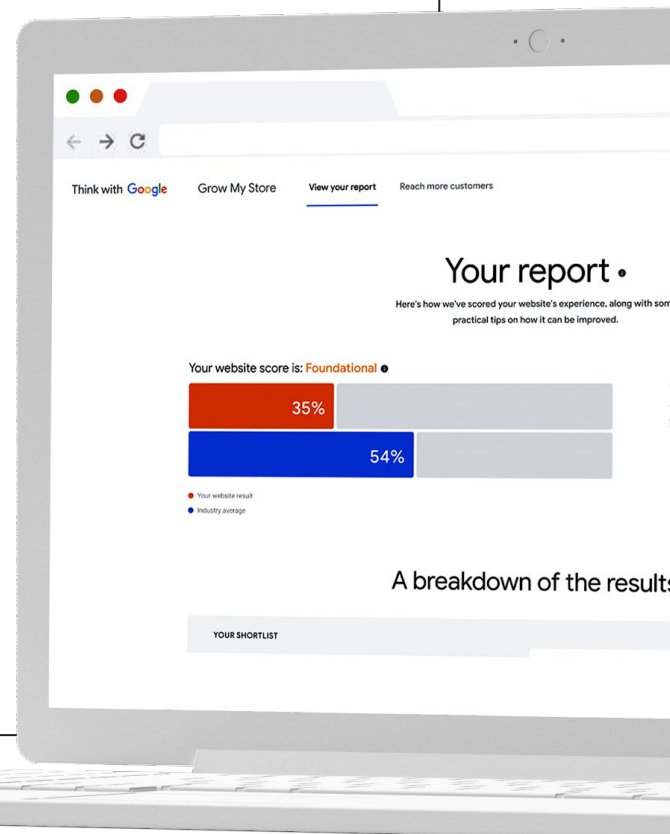 Think with Google Grow My Store View your report Reach more customers
Your report
Here's how we've scored your website's experience, along with som
practical tips on how it can be improved.
Your website score is: Foundational
35%
54%
Your website result
Industry average
A breakdown of the results
YOUR SHORTLIST